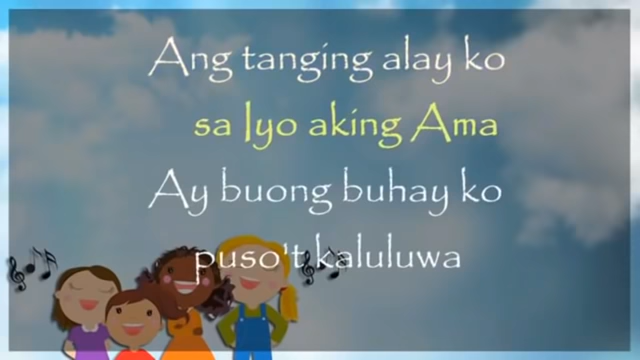 Ang tanging alay ko
sa Iyo aking Ama
Ay buong buhay ko
puso't kaluluwa